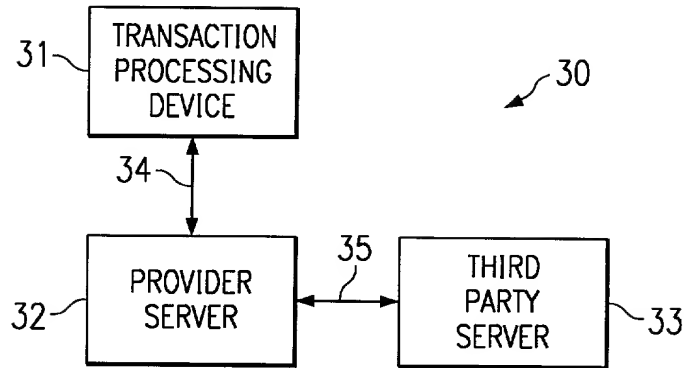 31
TRANSACTION
PROCESSING
DEVICE
30
34
32
PROVIDER
SERVER
35
THIRD
PARTY
SERVER
33